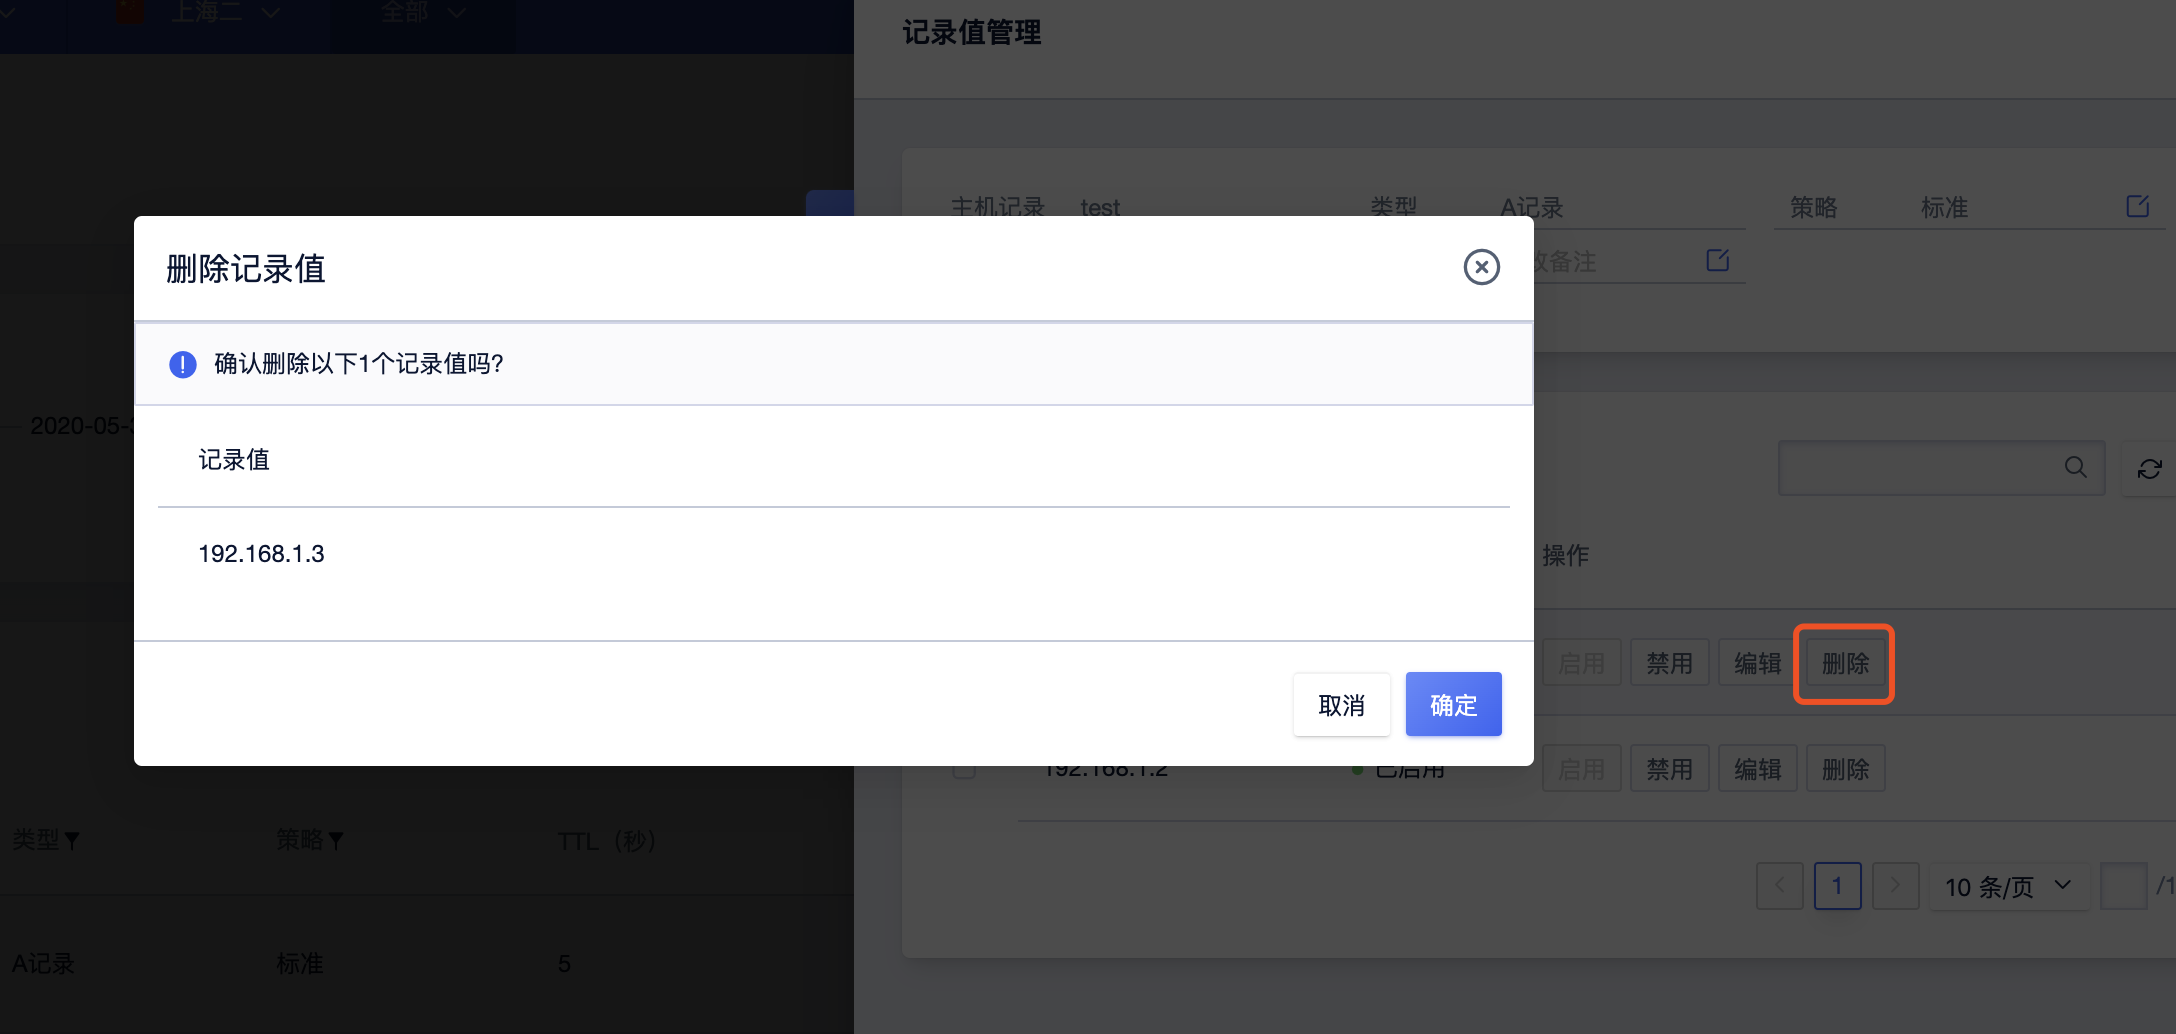 上海二
全部
记录值管理
主机记录 test 类型 A记录 策略 标准
改备注
删除记录值
确认删除以下1个记录值吗?
2020-05-3
记录值
192.168.1.3
操作
启用 禁用 编辑 删除
取消 确定
192.168.1.2 已启用 启用 禁用 编辑 删除
类型 策略 TTL（秒）
1 10 条/页 /1
A记录 标准 5